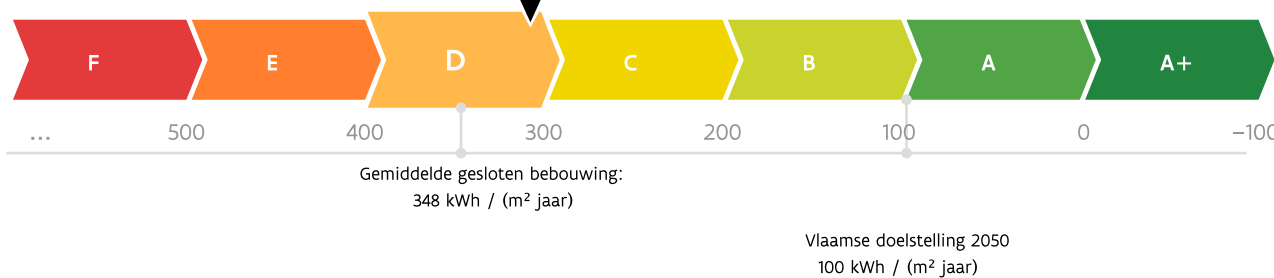 F E D C B A A+
... 500 400 300 200 100 0 −100
Gemiddelde gesloten bebouwing:
348 kWh / (m² jaar)
Vlaamse doelstelling 2050
100 kWh / (m² jaar)